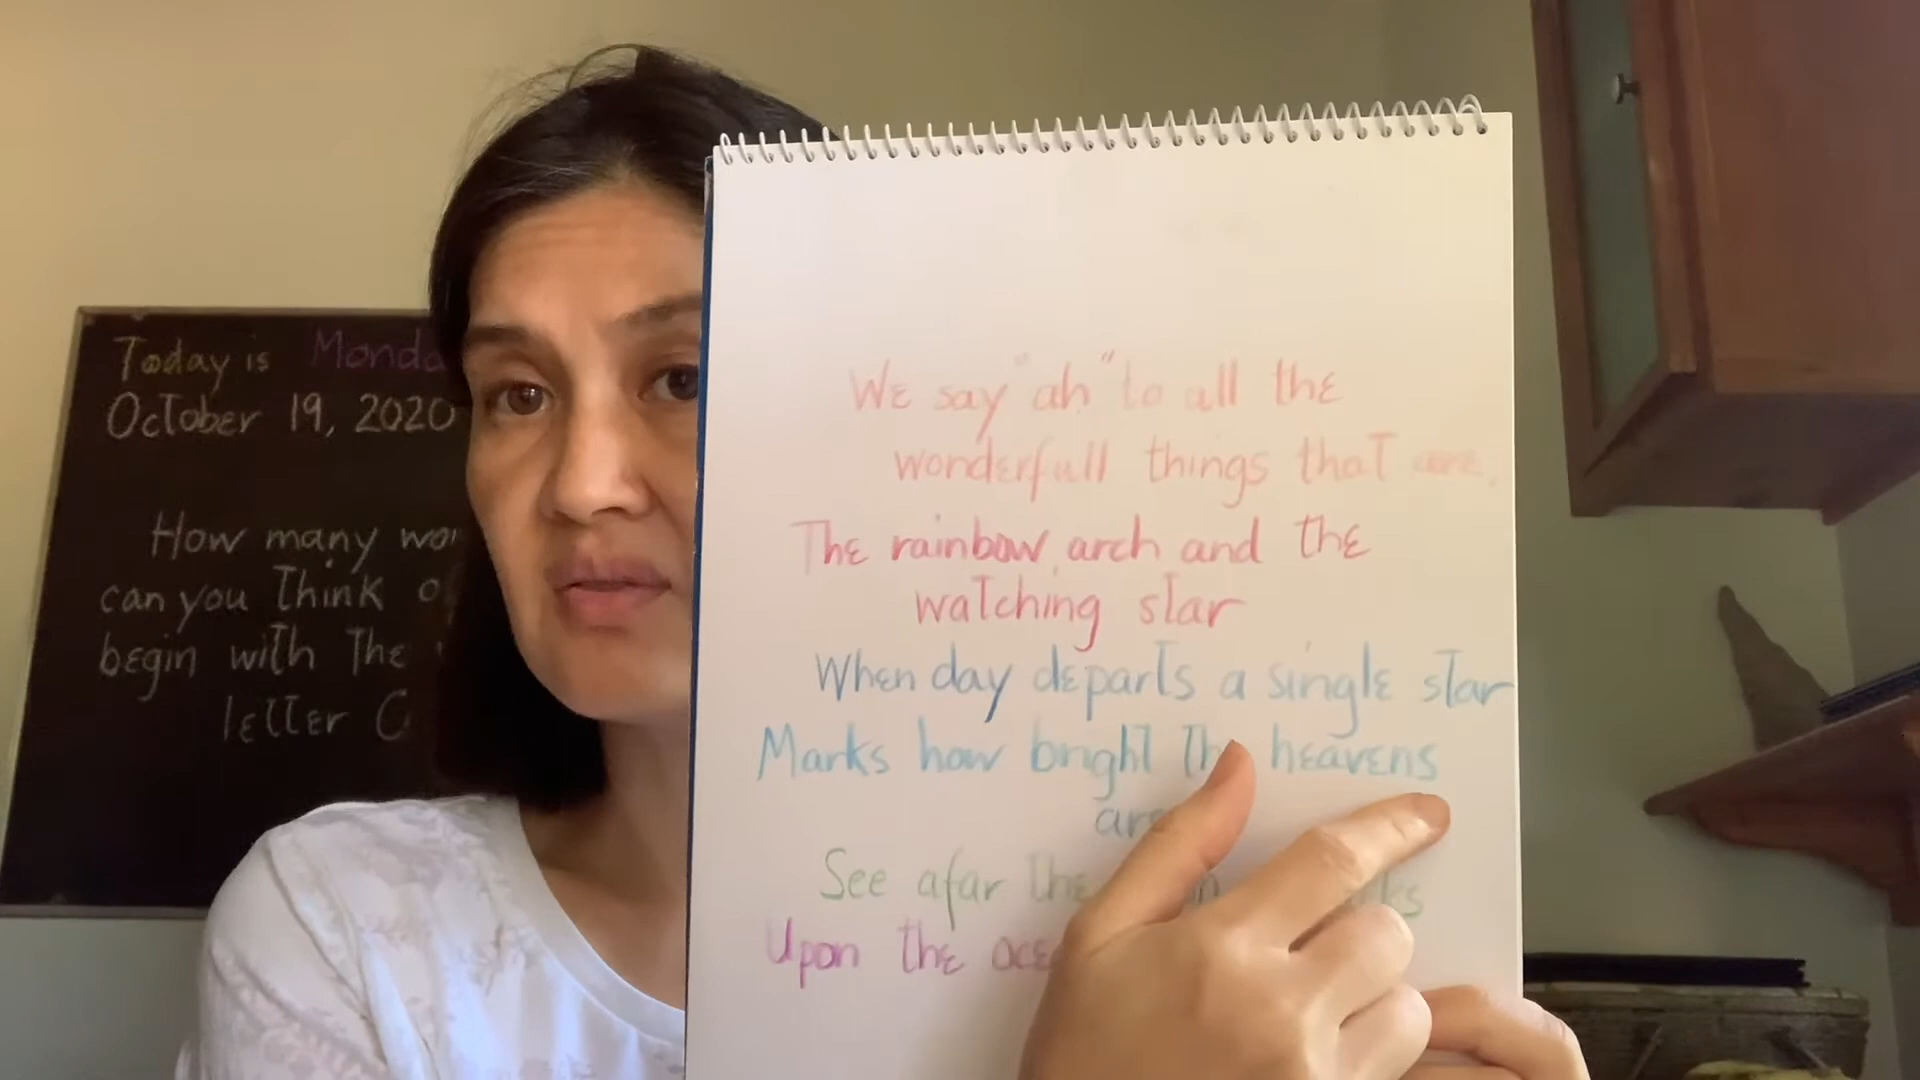 Today is Monda
October 19, 2020
How many wo
can you think o
begin with the
letter C
We say "ah" to all the
wonderfull things that are.
The rainbow arch and the
watching star
When day departs a single star
Marks how bright the heavens
are
See afar the
Upon the